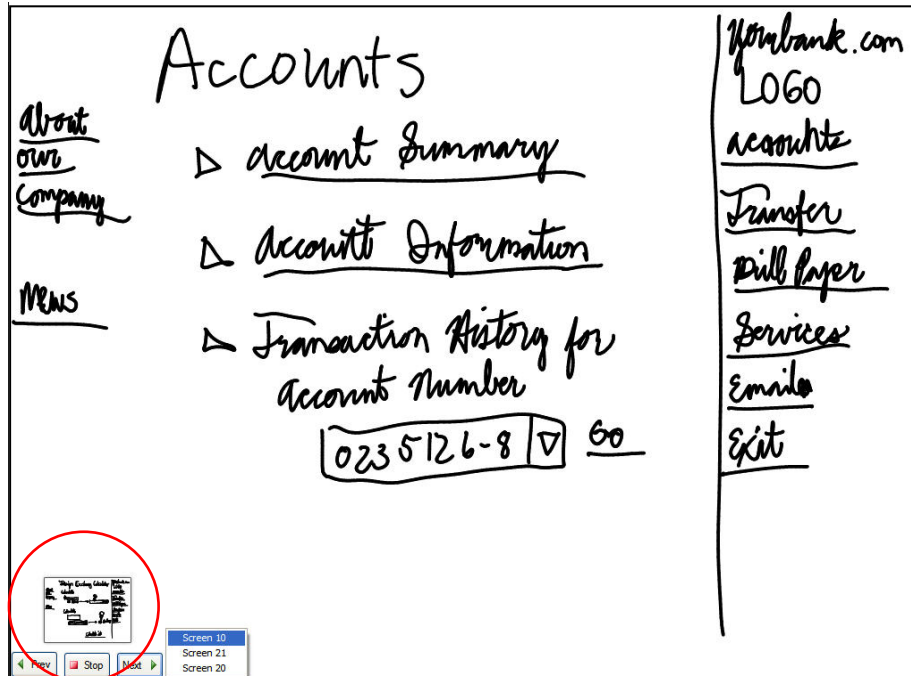 Accounts
About
our
Company
News
▷ Account Summary
▷ Account Information
▷ Transaction History for
Account Number
0235126-8 ▽ Go
Yourbank.com
LOGO
Accounts
Transfer
Bill Payer
Services
Email
Exit
Prev Stop Next
Screen 10
Screen 21
Screen 20